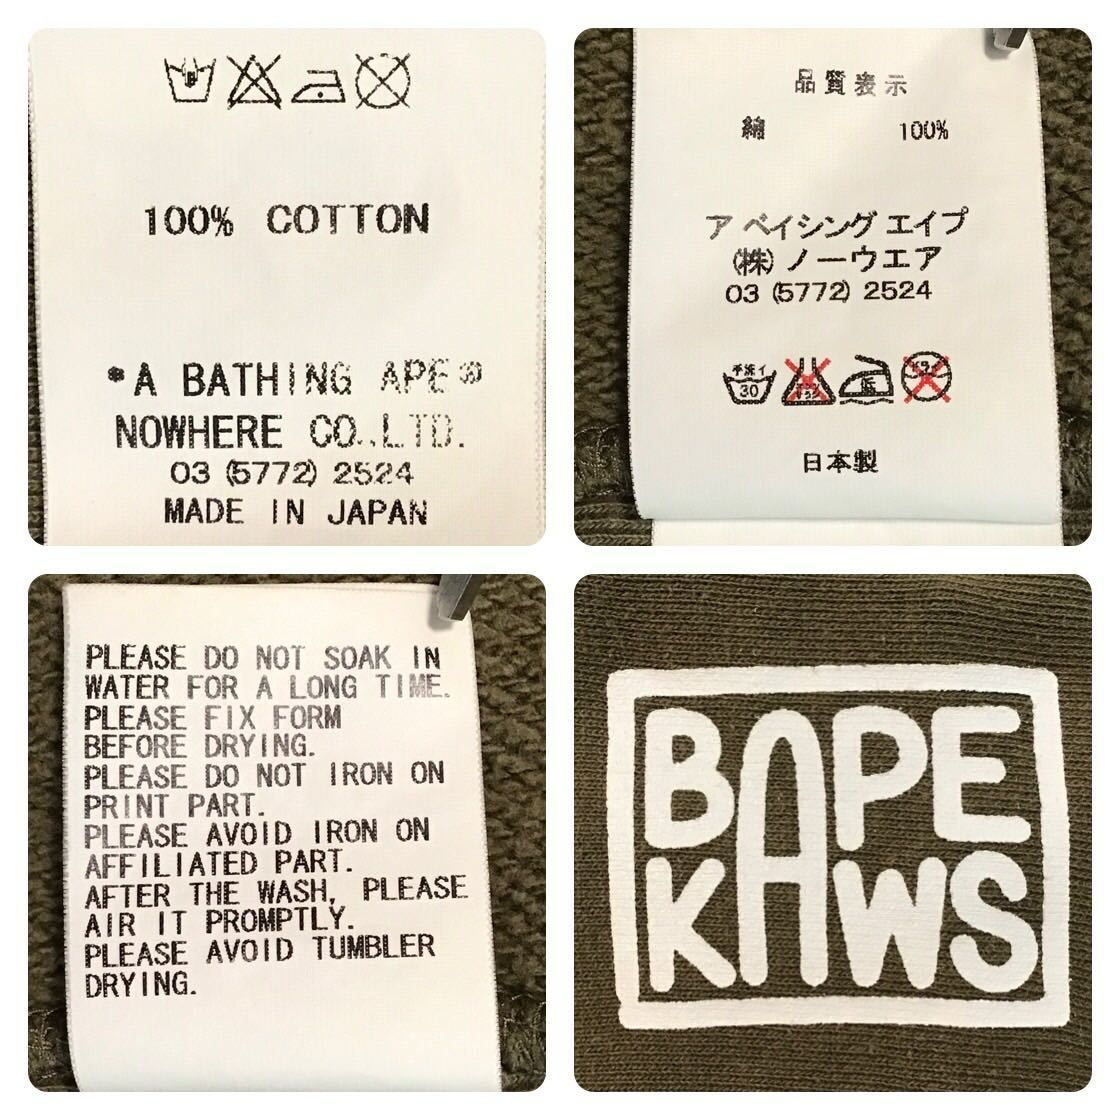 100% COTTON
"A BATHING APE®
NOWHERE CO.,LTD.
03 (5772) 2524
MADE IN JAPAN
品質表示
綿 100%
ア ベイシング エイプ
(株) ノーウエア
03 (5772) 2524
手洗イ
30
日本製
PLEASE DO NOT SOAK IN
WATER FOR A LONG TIME.
PLEASE FIX FORM
BEFORE DRYING.
PLEASE DO NOT IRON ON
PRINT PART.
PLEASE AVOID IRON ON
AFFILIATED PART.
AFTER THE WASH, PLEASE
AIR IT PROMPTLY.
PLEASE AVOID TUMBLER
DRYING.
BAPE
KAWS